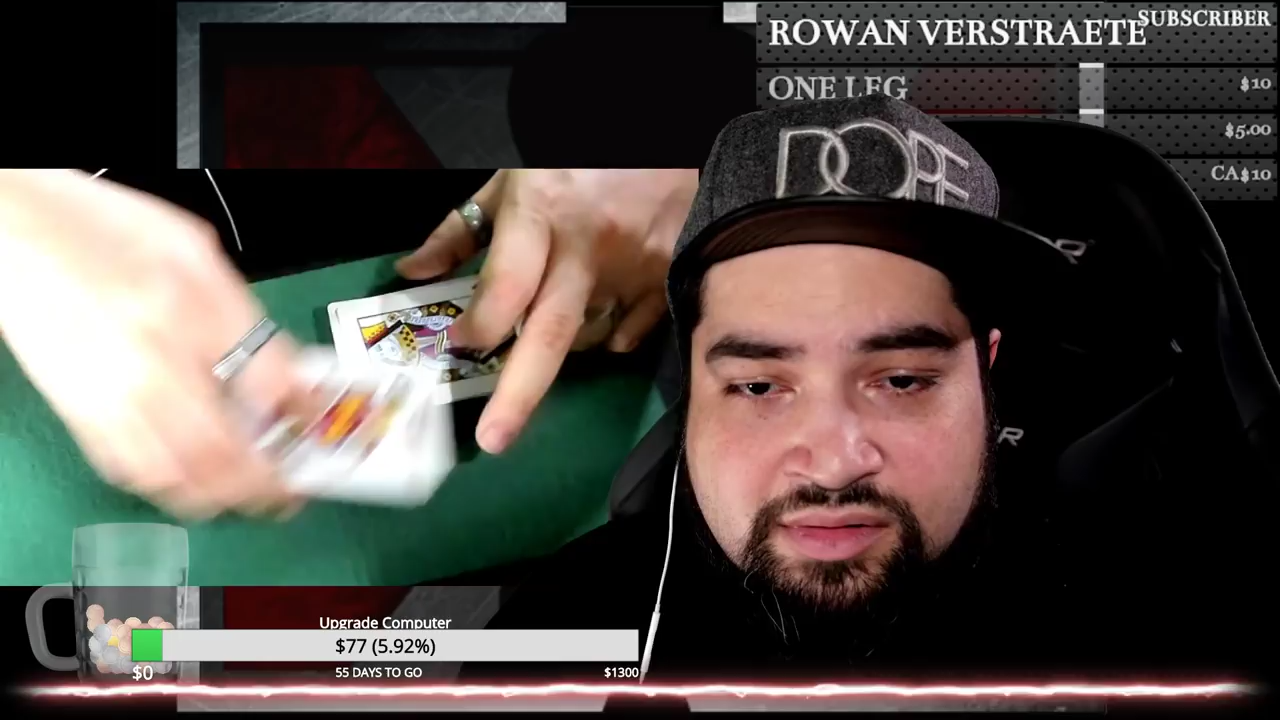 SUBSCRIBER
ROWAN VERSTRAETE
ONE LEG
$10
$5.00
CA$10
DOPE
R
R
Upgrade Computer
$77 (5.92%)
$0
55 DAYS TO GO
$1300